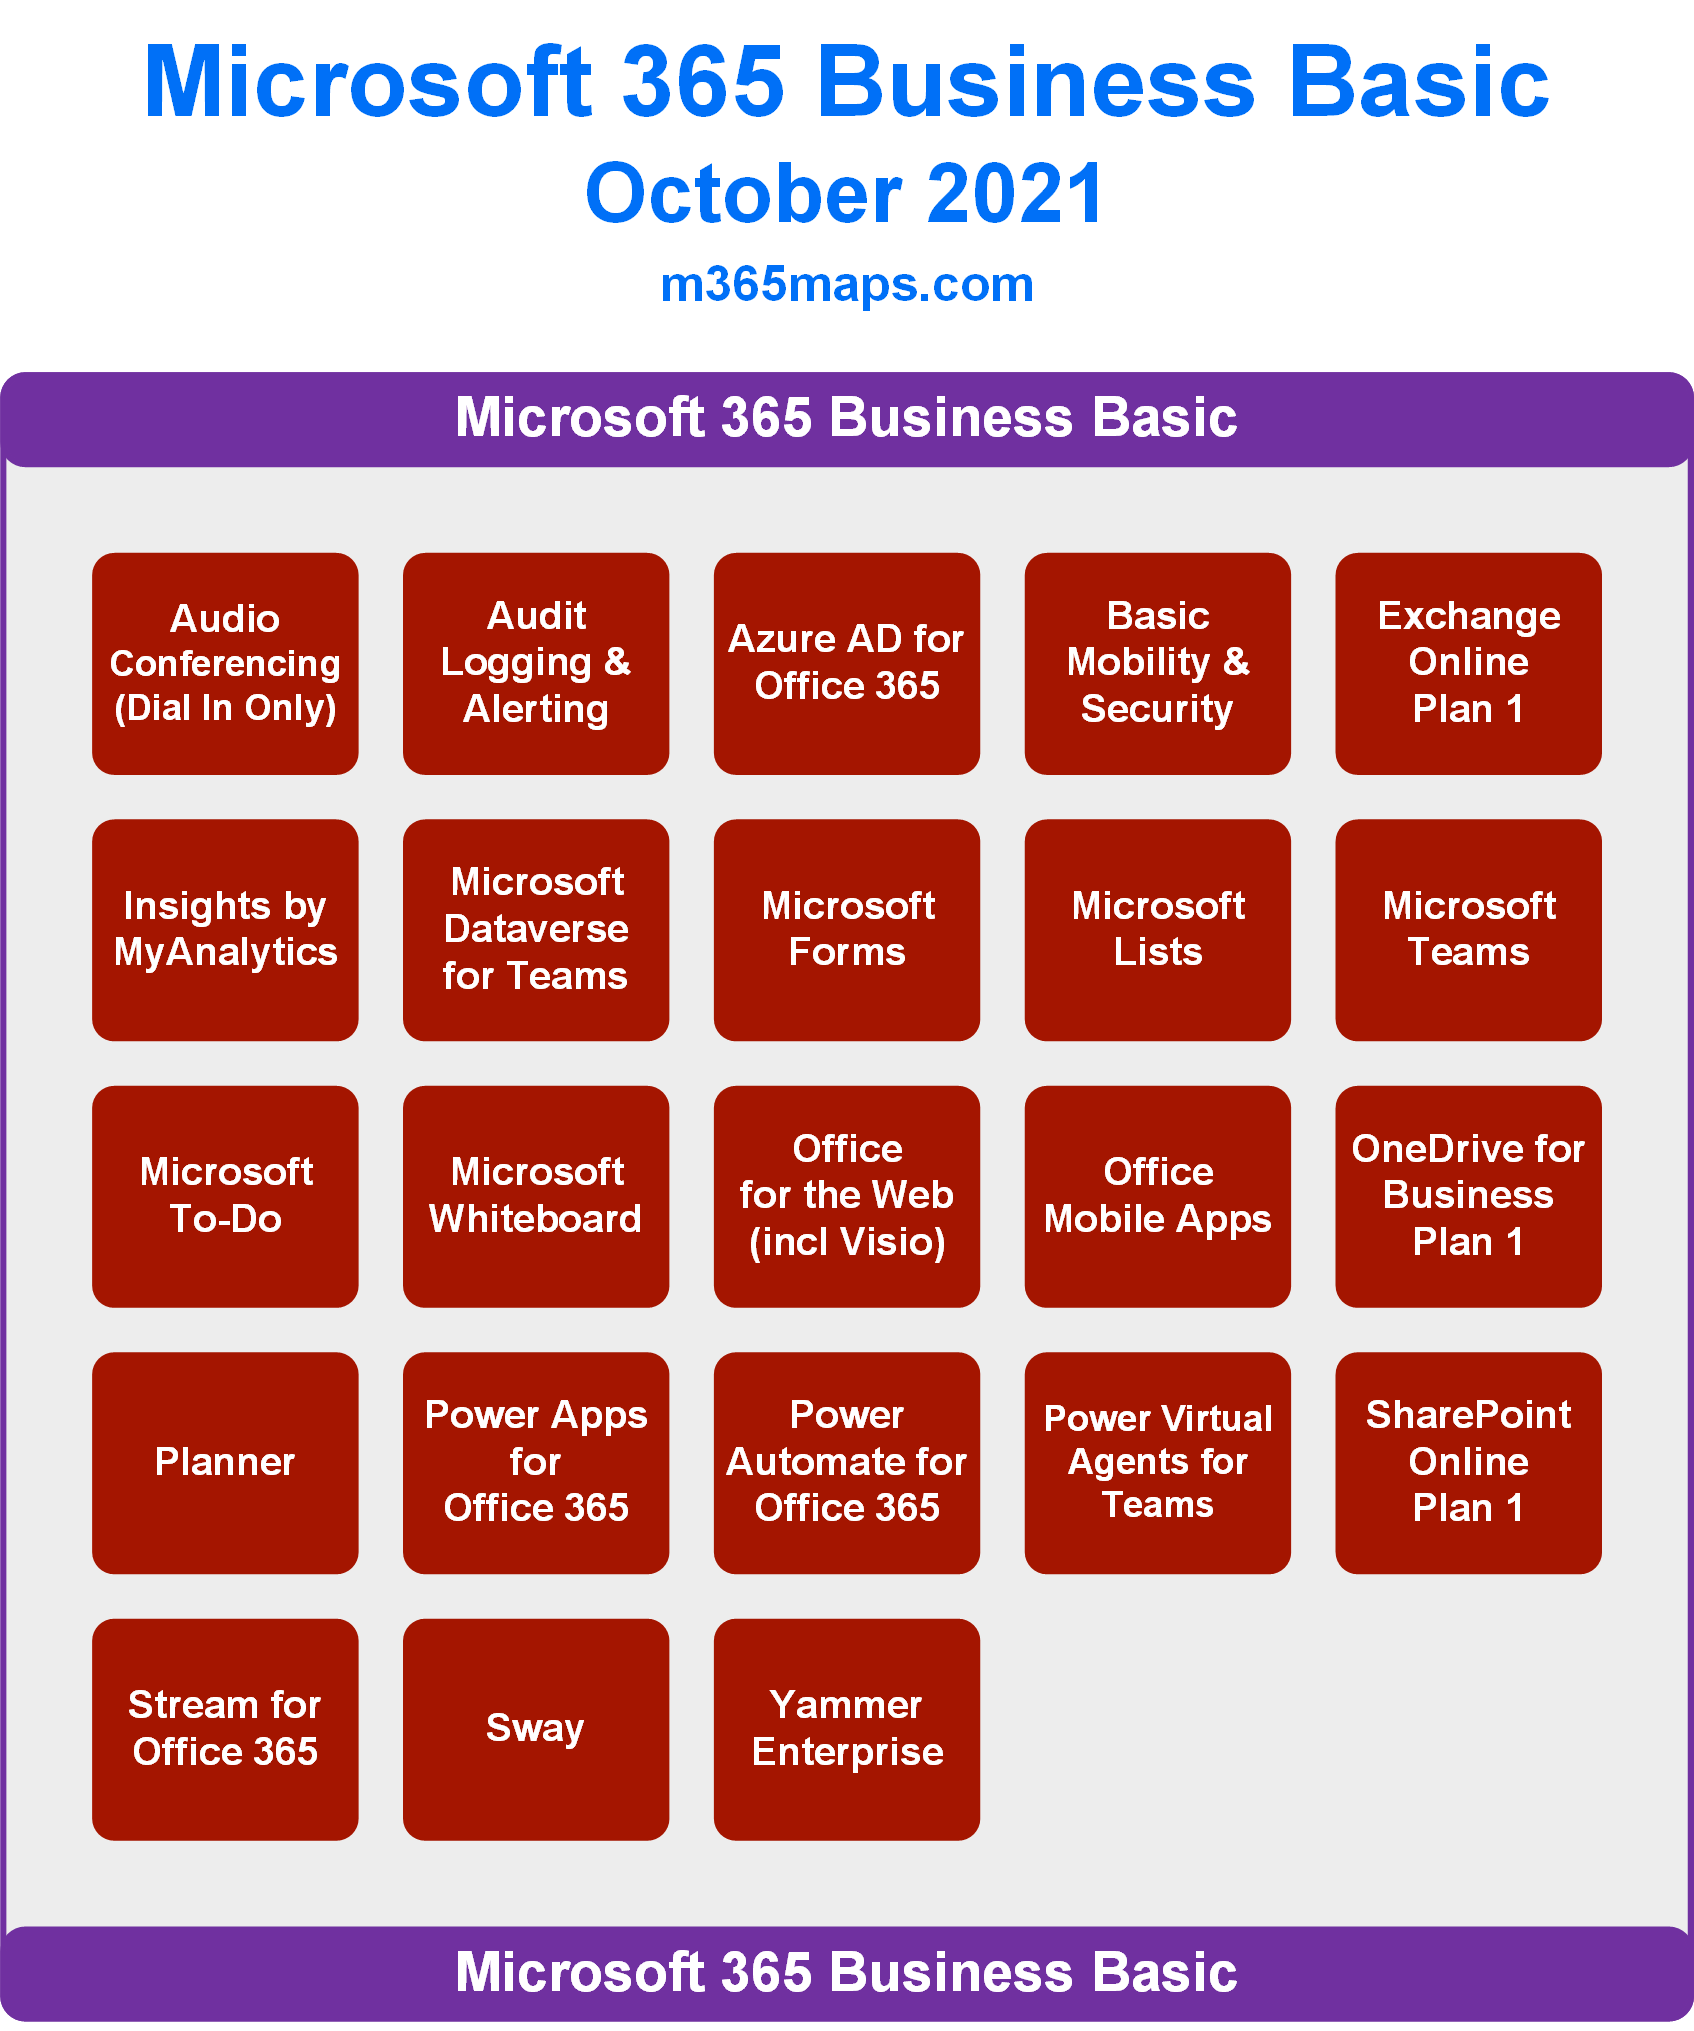 Microsoft 365 Business Basic
October 2021
m365maps.com
Microsoft 365 Business Basic
Audio
Conferencing
(Dial In Only)
Audit
Logging &
Alerting
Azure AD for
Office 365
Basic
Mobility &
Security
Exchange
Online
Plan 1
Insights by
MyAnalytics
Microsoft
Dataverse
for Teams
Microsoft
Forms
Microsoft
Lists
Microsoft
Teams
Microsoft
To-Do
Microsoft
Whiteboard
Office
for the Web
(incl Visio)
Office
Mobile Apps
OneDrive for
Business
Plan 1
Planner
Power Apps
for
Office 365
Power
Automate for
Office 365
Power Virtual
Agents for
Teams
SharePoint
Online
Plan 1
Stream for
Office 365
Sway
Yammer
Enterprise
Microsoft 365 Business Basic